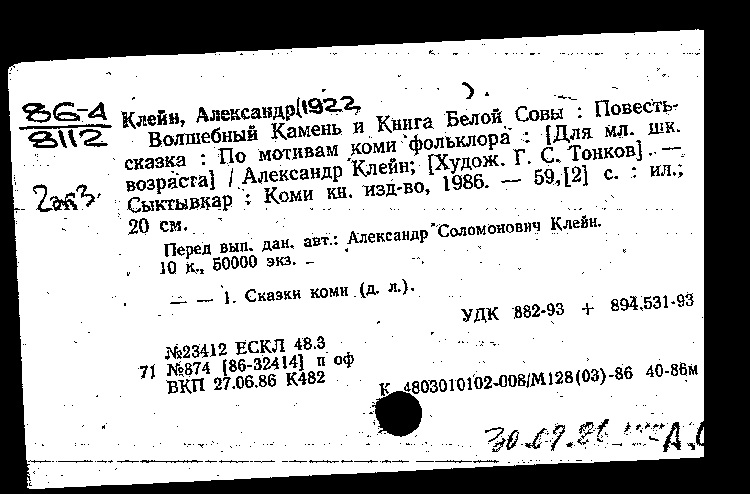 86-4
8112
2экз.
Клейн, Александр(1922 ).
Волшебный Камень и Книга Белой Совы : Повесть-
сказка : По мотивам коми фольклора : [Для мл. шк.
возраста] / Александр Клейн; [Худож. Г. С. Тонков]. —
Сыктывкар : Коми кн. изд-во, 1986. — 59,[2] с. : ил.;
20 см.
Перед вып. дан. авт.: Александр Соломонович Клейн.
10 к., 50000 экз.
— — 1. Сказки коми (д. л.).
УДК 882-93 + 894.531-93
№23412 ЕСКЛ 48.3
71 №874 [86-32414] п оф
ВКП 27.06.86 К482
К 4803010102-008/М128(03)-86 40-86м
30.09.86